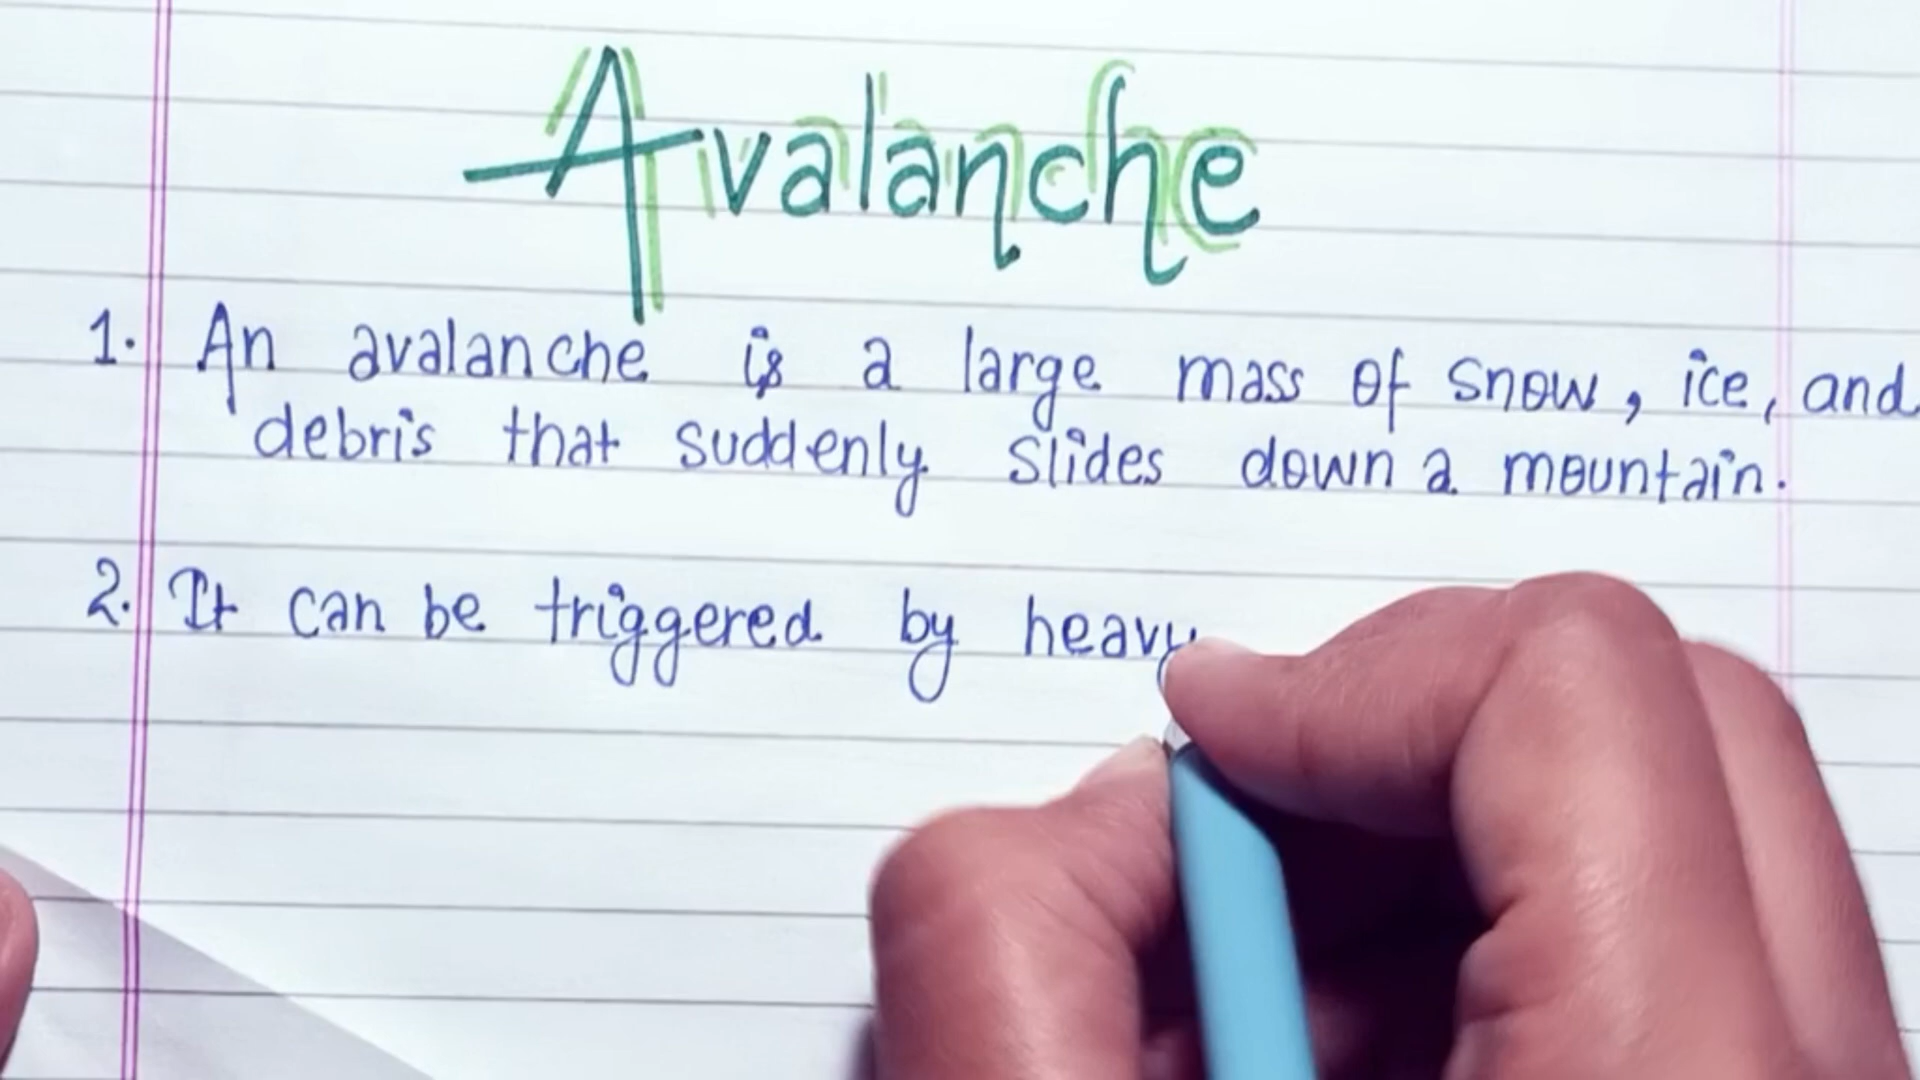 Avalanche
1. An avalanche is a large mass of snow, ice, and
debris that suddenly slides down a mountain.
2. It can be triggered by heavy